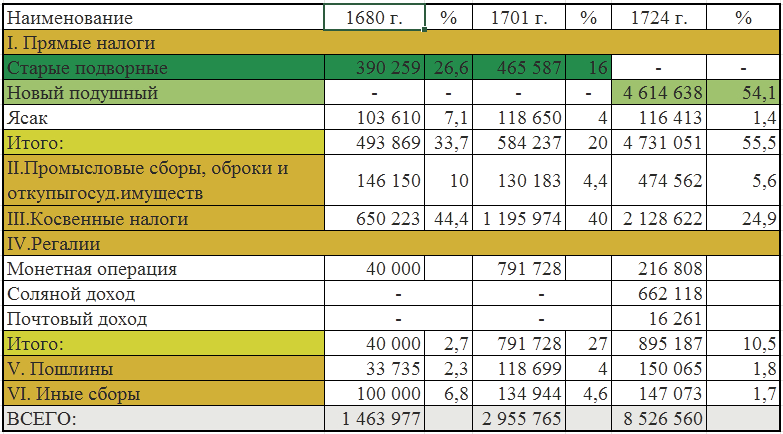 Наименование 1680 г. % 1701 г. % 1724 г. %
I. Прямые налоги
Старые подворные 390 259 26,6 465 587 16 - -
Новый подушный - - - - 4 614 638 54,1
Ясак 103 610 7,1 118 650 4 116 413 1,4
Итого: 493 869 33,7 584 237 20 4 731 051 55,5
II.Промысловые сборы, оброки и
откупыгосуд.имуществ 146 150 10 130 183 4,4 474 562 5,6
III.Косвенные налоги 650 223 44,4 1 195 974 40 2 128 622 24,9
IV.Регалии
Монетная операция 40 000 791 728 216 808
Соляной доход - - 662 118
Почтовый доход - - 16 261
Итого: 40 000 2,7 791 728 27 895 187 10,5
V. Пошлины 33 735 2,3 118 699 4 150 065 1,8
VI. Иные сборы 100 000 6,8 134 944 4,6 147 073 1,7
ВСЕГО: 1 463 977 2 955 765 8 526 560